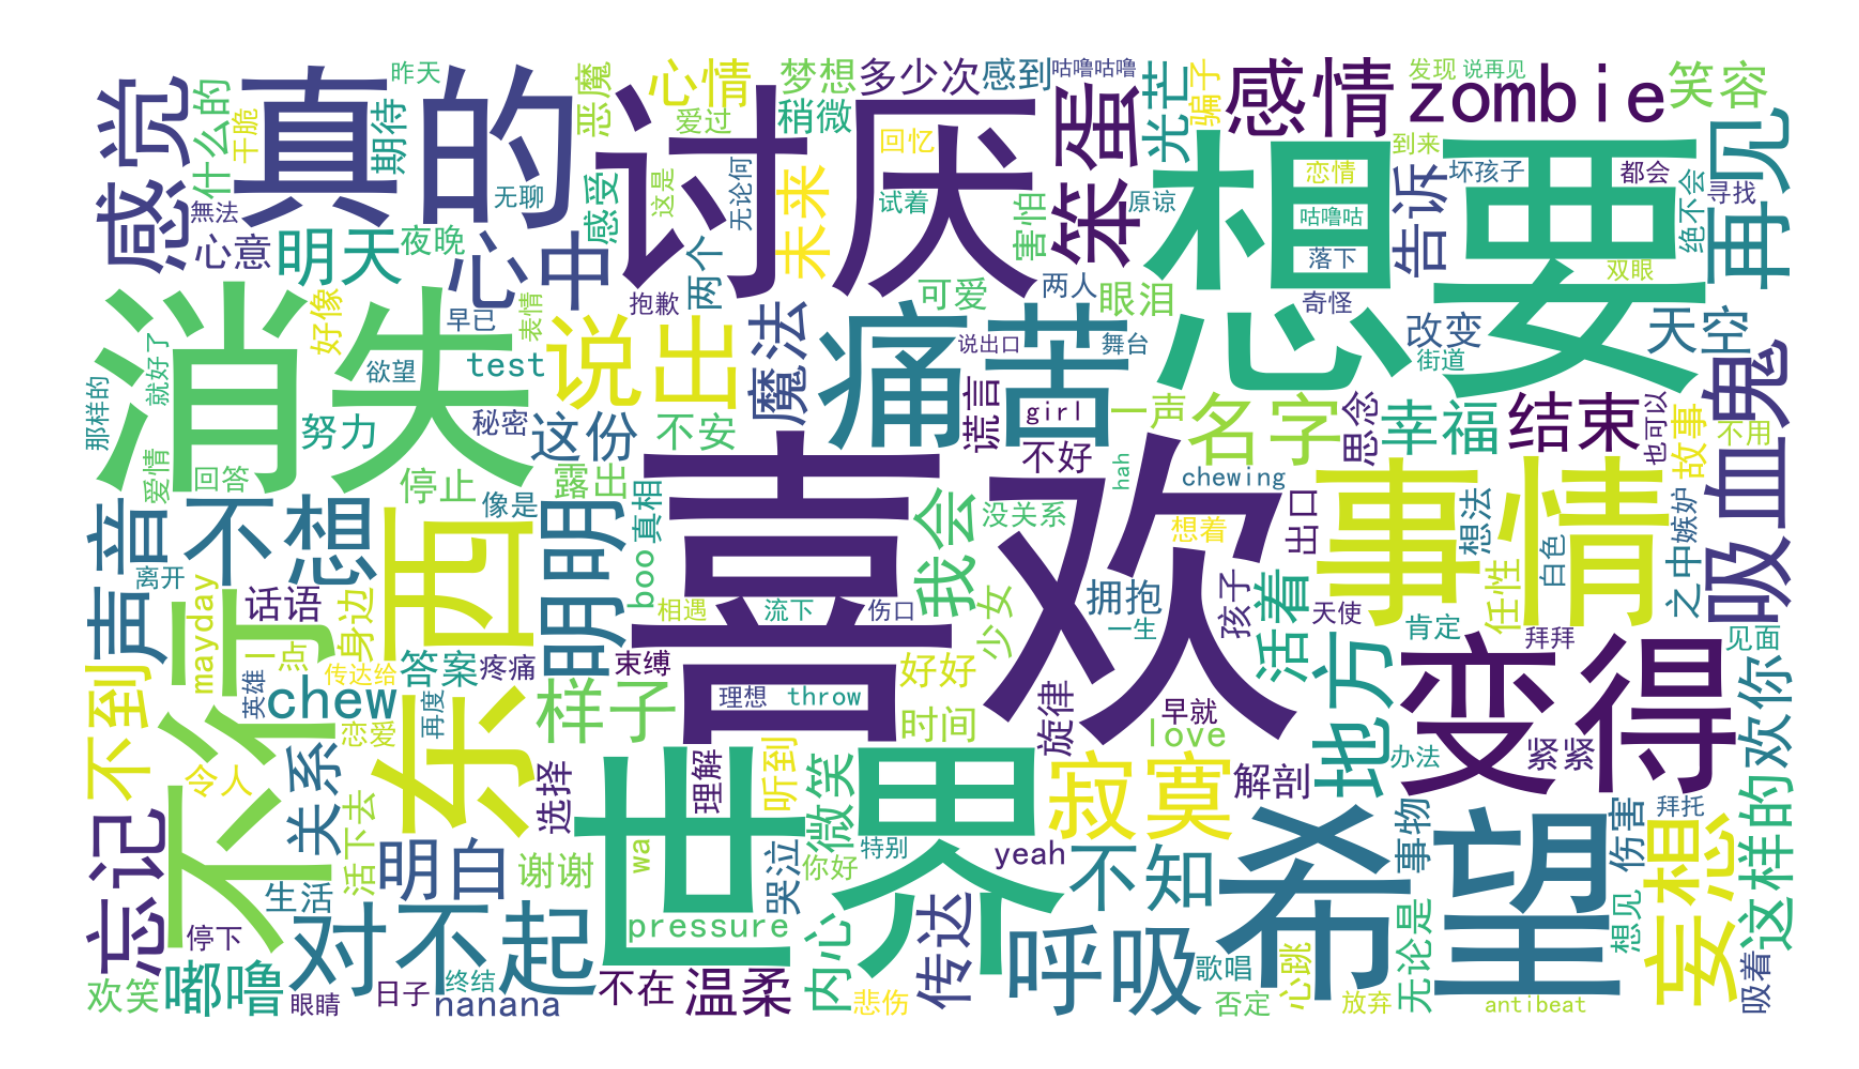 昨天
真的
恶魔
心情
梦想
多少次
感到
咕噜咕噜
骗子
发现
说再见
感觉
什么的
干脆
期待
爱过
稍微
讨厌
回忆
笨蛋
光芒
感情
zombie
笑容
到来
再见
無法
无聊
感受
这是
无论何
未来
试着
害怕
原谅
想要
恋情
咕噜咕
告诉
坏孩子
都会
绝不会
寻找
心意
明天
夜晚
心中
两个
可爱
两人
眼泪
落下
双眼
消失
好像
早已
表情
抱歉
魔法
痛苦
说出口
舞台
奇怪
改变
天空
街道
那样的
就好了
欲望
test
说出
谎言
girl
一声
名字
思念
幸福
结束
也可以
故事
不用
吸血鬼
努力
秘密
这份
不安
不好
爱情
回答
停止
像是
露出
真相
喜欢
hah
chewing
出口
事情
想法
嫉妒
声音
不想
东西
明明
boo
我会
没关系
想着
离开
mayday
话语
身边
相遇
流下
伤口
少女
拥抱
一生
孩子
活着
天使
任性
白色
之中
肯定
拜拜
见面
不到
不行
一点
传达给
答案
疼痛
束缚
好好
英雄
chew
样子
理想
throw
时间
旋律
早就
love
地方
变得
紧紧
欢你
令人
关系
恋爱
再度
选择
世界
理解
听到
微笑
寂寞
解剖
办法
忘记
活下去
明白
谢谢
wa
哭泣
你好
特别
yeah
不知
希望
事物
伤害
妄想
拜托
这样的
生活
停下
对不起
pressure
内心
传达
呼吸
歌唱
心跳
无论是
想见
吸着
欢笑
嘟噜
眼睛
日子
终结
nanana
不在
温柔
悲伤
否定
放弃
antibeat